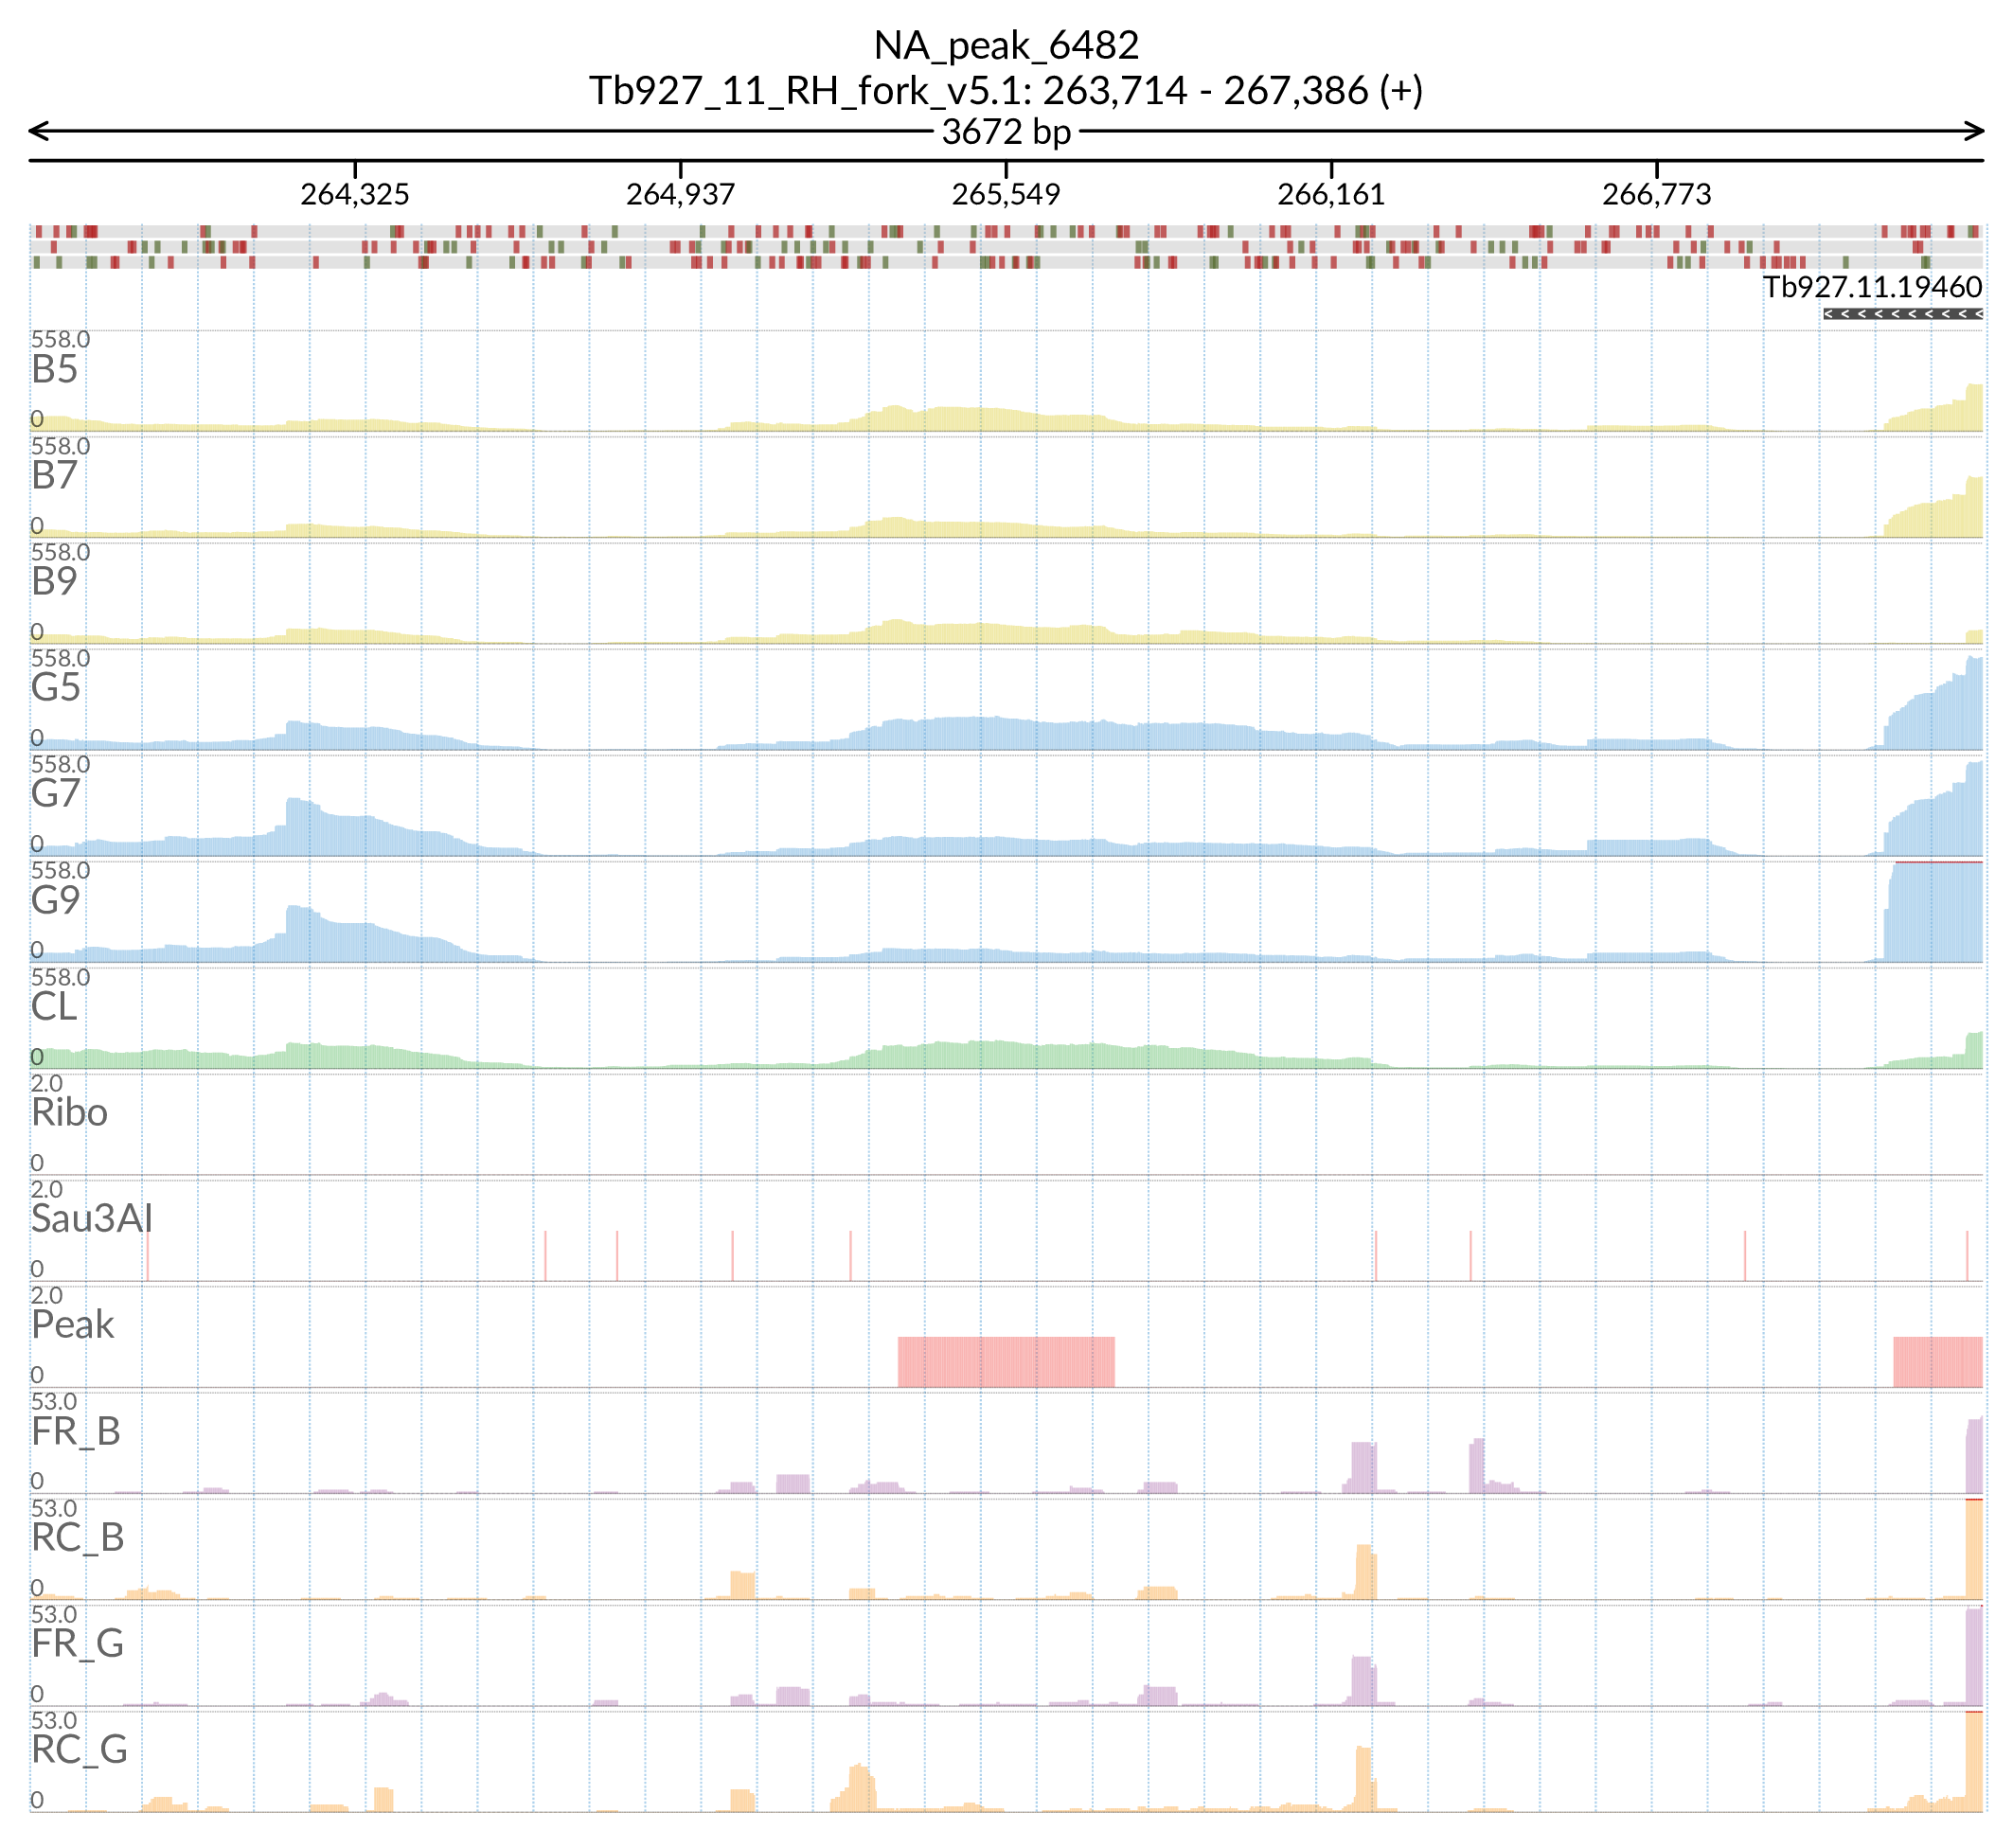 NA_peak_6482
Tb927_11_RH_fork_v5.1: 263,714 - 267,386 (+)
3672 bp
264,325 264,937 265,549 266,161 266,773
Tb927.11.19460
558.0
B5
0
558.0
B7
0
558.0
B9
0
558.0
G5
0
558.0
G7
0
558.0
G9
0
558.0
CL
0
2.0
Ribo
0
2.0
Sau3AI
0
2.0
Peak
0
53.0
FR_B
0
53.0
RC_B
0
53.0
FR_G
0
53.0
RC_G
0